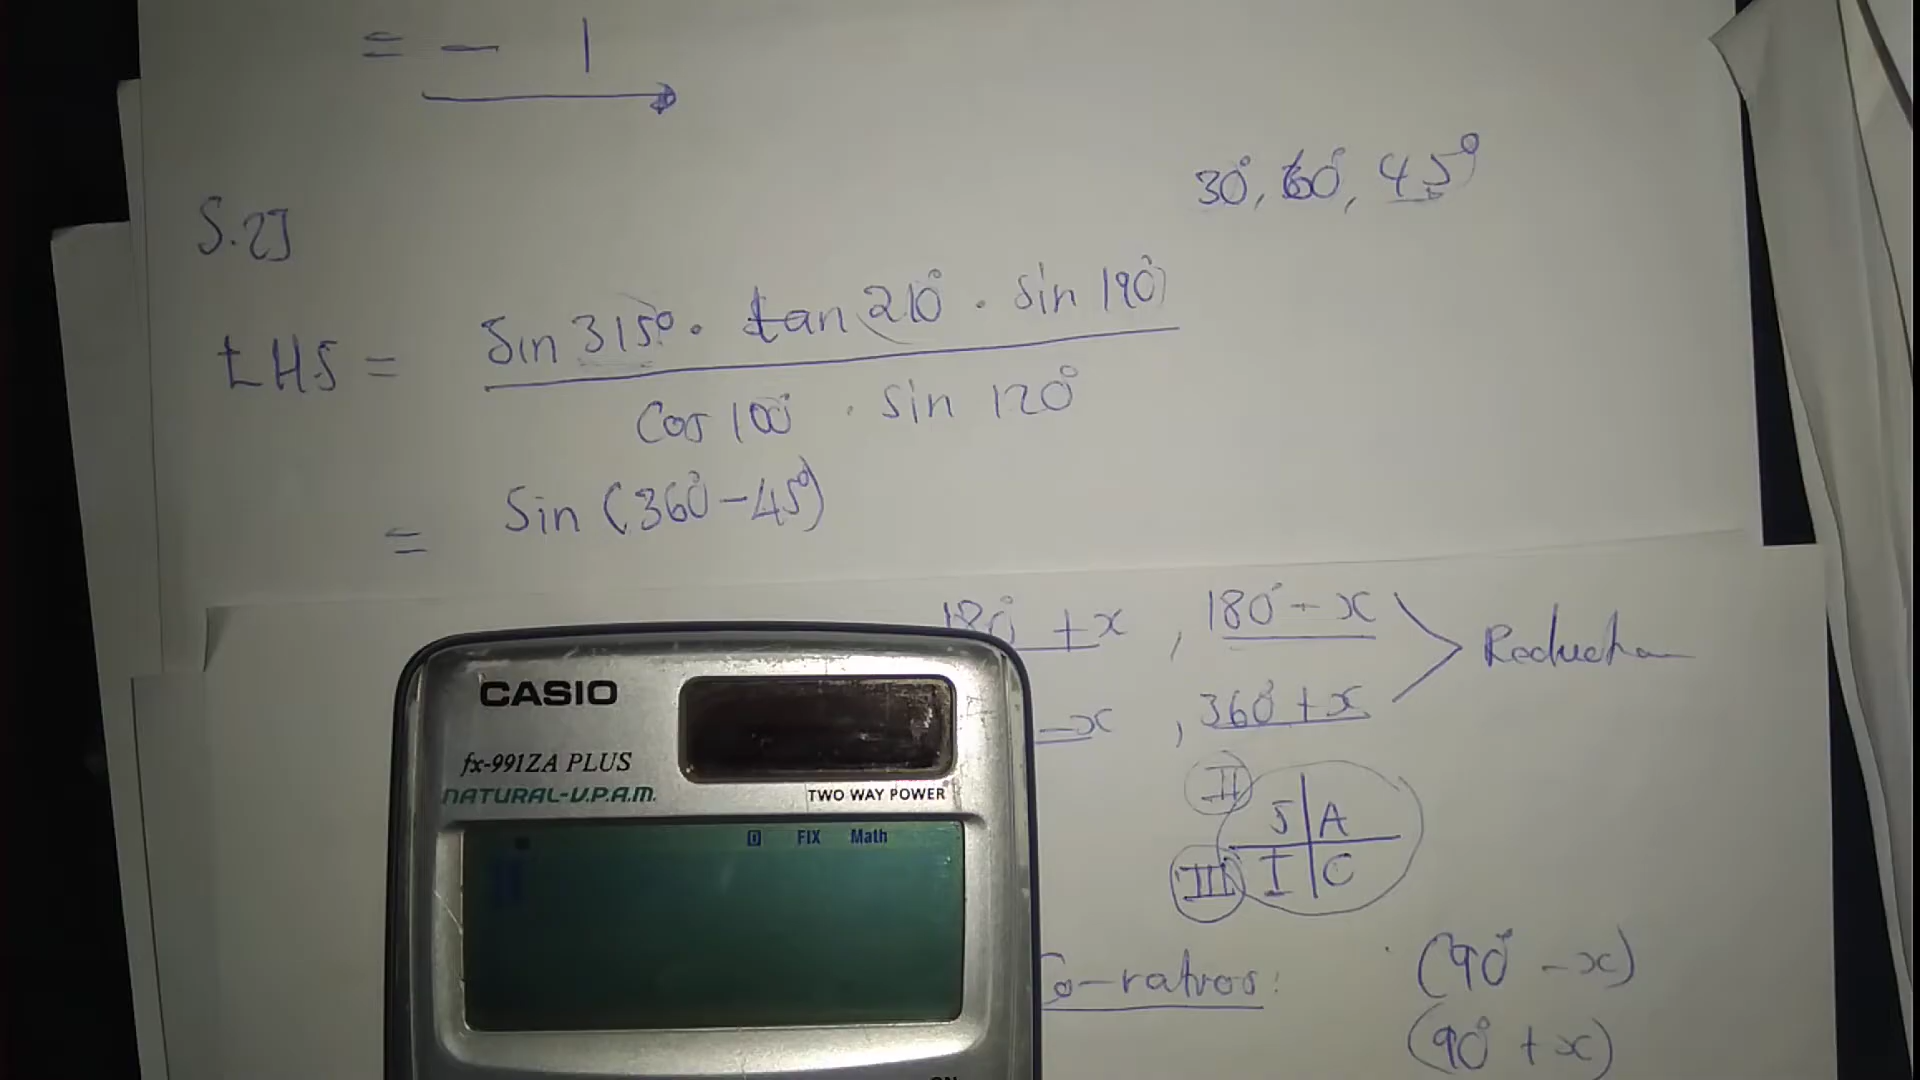 = - 1
30°, 60°, 45°
5.2]
LHS = sin 315° · tan 210° · sin 190°
cos 100° · sin 120°
= sin (360° - 45°)
180° + x , 180° - x
Reduction
- x , 360° + x
CASIO
fx-991ZA PLUS
NATURAL-V.P.A.M.
TWO WAY POWER
D FIX Math
II S A
III T C
Co-ratios: (90° - x)
(90° + x)